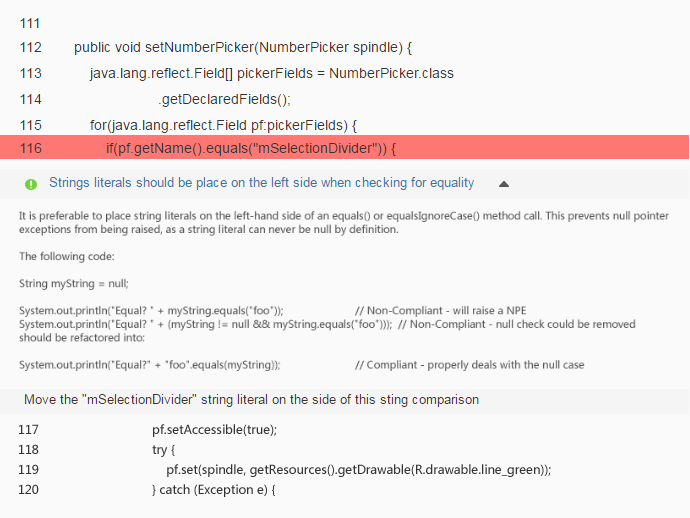 111
112 public void setNumberPicker(NumberPicker spindle) {
113 java.lang.reflect.Field[] pickerFields = NumberPicker.class
114 .getDeclaredFields();
115 for(java.lang.reflect.Field pf:pickerFields) {
116 if(pf.getName().equals("mSelectionDivider")) {
Strings literals should be place on the left side when checking for equality
It is preferable to place string literals on the left-hand side of an equals() or equalsIgnoreCase() method call. This prevents null pointer
exceptions from being raised, as a string literal can never be null by definition.
The following code:
String myString = null;
System.out.println("Equal? " + myString.equals("foo")); // Non-Compliant - will raise a NPE
System.out.println("Equal? " + (myString != null && myString.equals("foo"))); // Non-Compliant - null check could be removed
should be refactored into:
System.out.println("Equal?" + "foo".equals(myString)); // Compliant - properly deals with the null case
Move the "mSelectionDivider" string literal on the side of this sting comparison
117 pf.setAccessible(true);
118 try {
119 pf.set(spindle, getResources().getDrawable(R.drawable.line_green));
120 } catch (Exception e) {